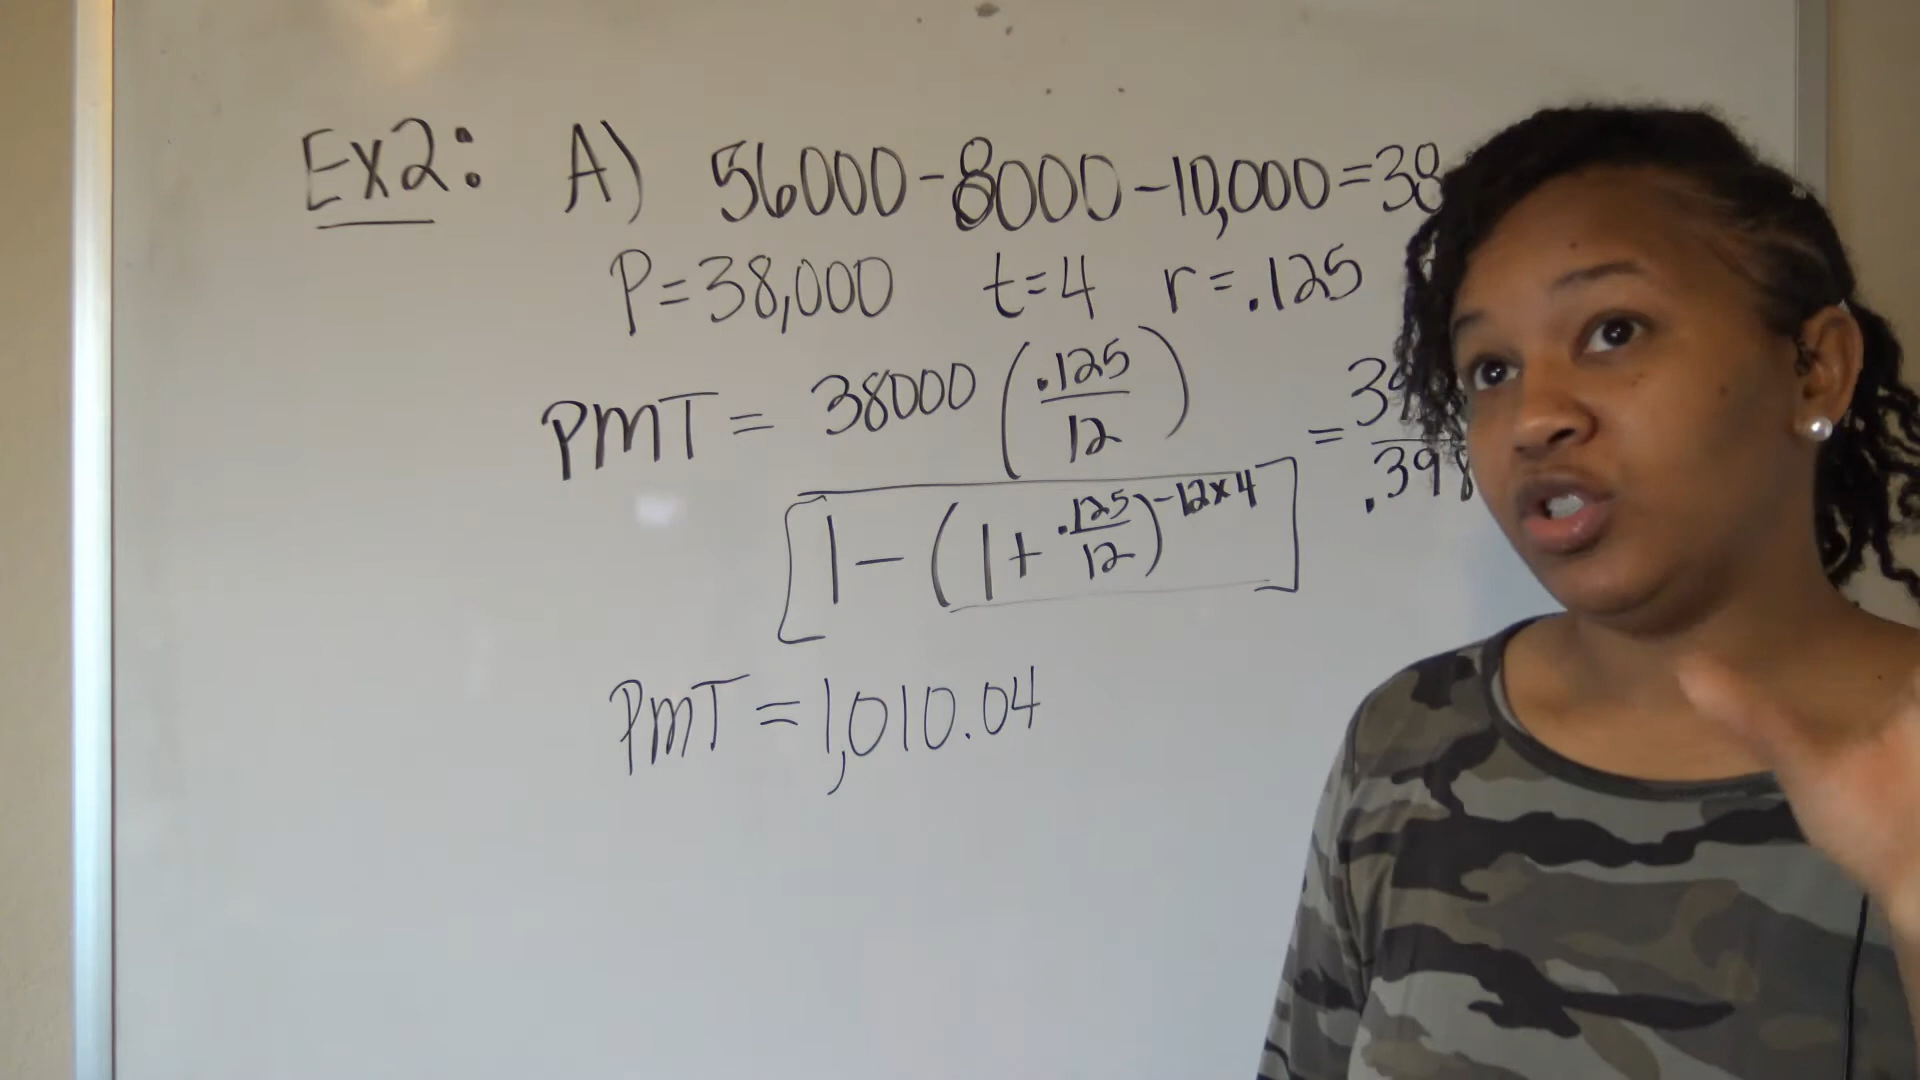 Ex2: A) 56000-8000-10,000=38
P=38,000 t=4 r=.125
PMT = 38000 (.125/12) / [1-(1+.125/12)^-12x4] = 39 / .398
PMT = 1,010.04